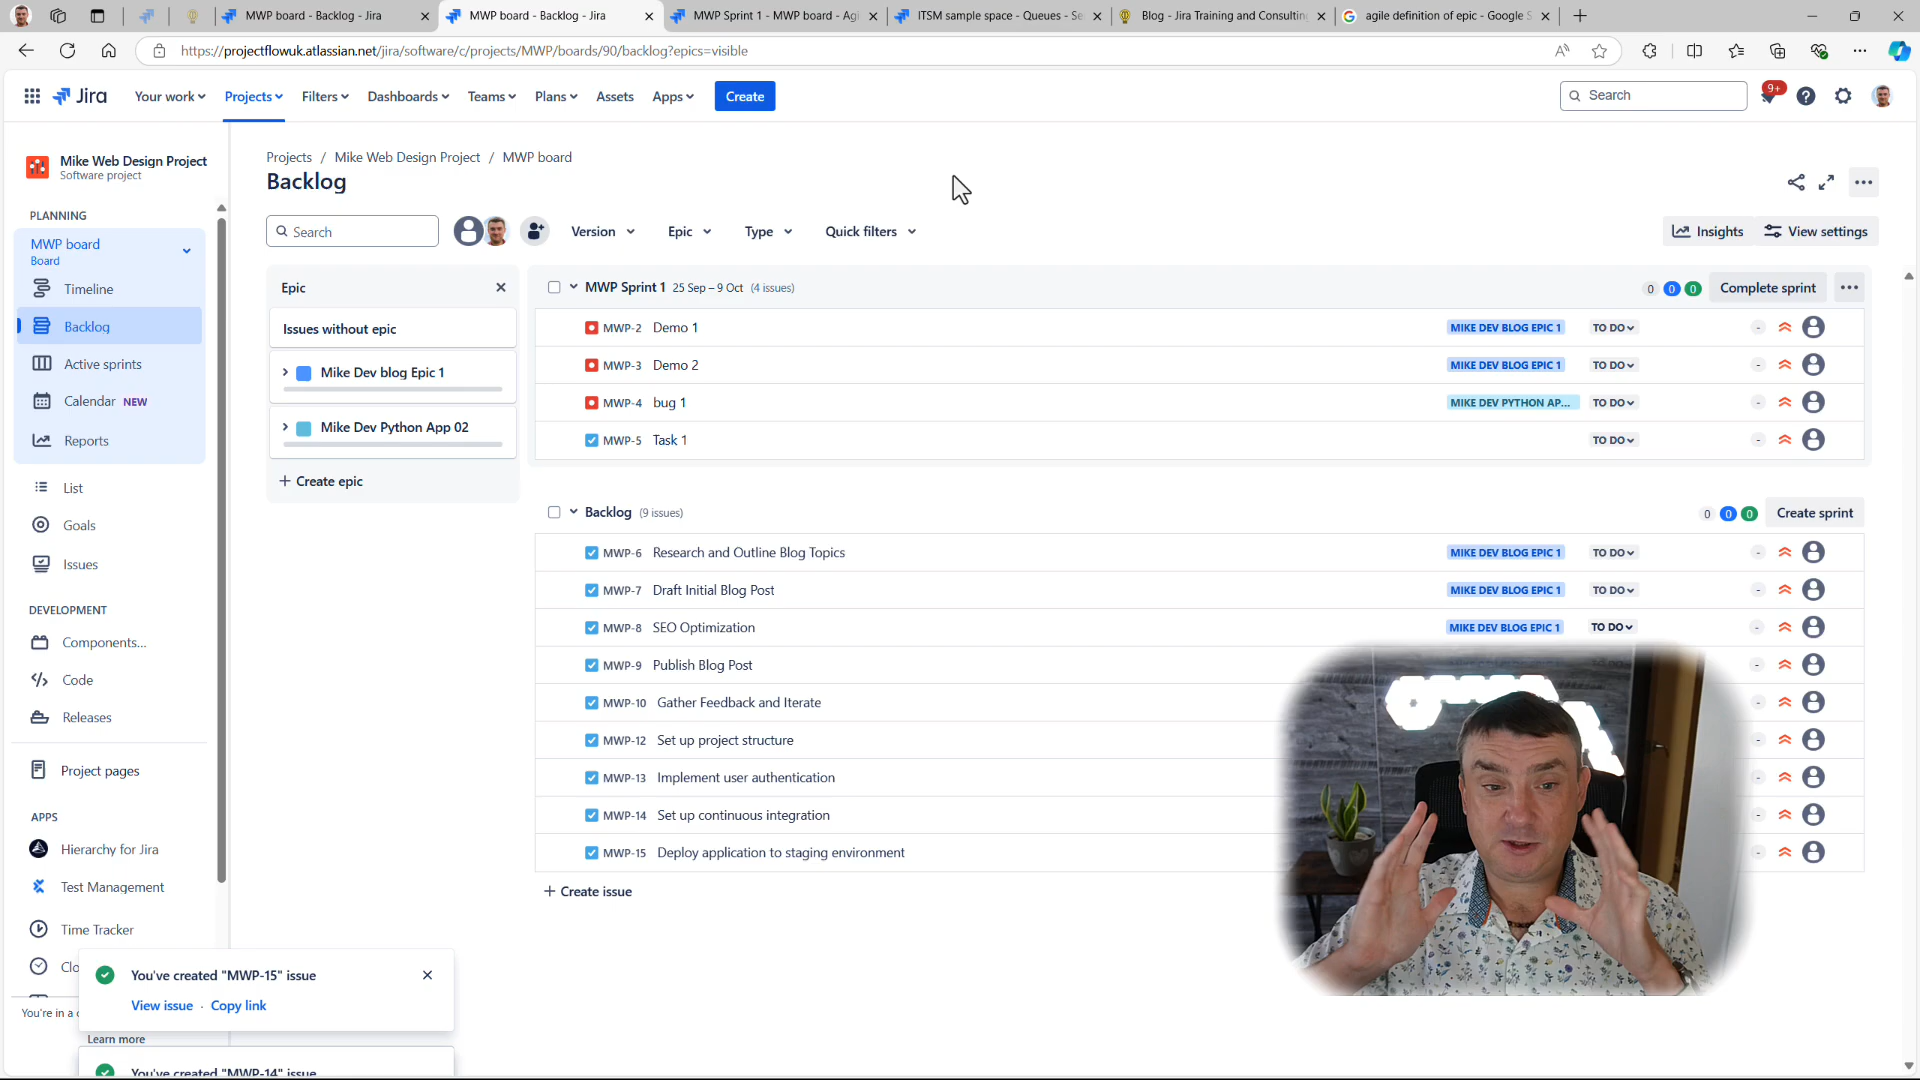 MWP board - Backlog - Jira
MWP board - Backlog - Jira
MWP Sprint 1 - MWP board - Agi
ITSM sample space - Queues - Se
Blog - Jira Training and Consulting
agile definition of epic - Google S
https://projectflowuk.atlassian.net/jira/software/c/projects/MWP/boards/90/backlog?epics=visible
Jira
Your work
Projects
Filters
Dashboards
Teams
Plans
Assets
Apps
Create
Search
9+
Mike Web Design Project
Software project
PLANNING
MWP board
Board
Timeline
Backlog
Active sprints
Calendar NEW
Reports
List
Goals
Issues
DEVELOPMENT
Components...
Code
Releases
Project pages
APPS
Hierarchy for Jira
Test Management
Time Tracker
Clo
You're in a
Learn more
Projects / Mike Web Design Project / MWP board
Backlog
Search
Version
Epic
Type
Quick filters
Insights
View settings
Epic
Issues without epic
Mike Dev blog Epic 1
Mike Dev Python App 02
+ Create epic
MWP Sprint 1 25 Sep – 9 Oct (4 issues)
0 0 0 Complete sprint
MWP-2 Demo 1 MIKE DEV BLOG EPIC 1 TO DO -
MWP-3 Demo 2 MIKE DEV BLOG EPIC 1 TO DO -
MWP-4 bug 1 MIKE DEV PYTHON AP... TO DO -
MWP-5 Task 1 TO DO -
Backlog (9 issues)
0 0 0 Create sprint
MWP-6 Research and Outline Blog Topics MIKE DEV BLOG EPIC 1 TO DO -
MWP-7 Draft Initial Blog Post MIKE DEV BLOG EPIC 1 TO DO -
MWP-8 SEO Optimization MIKE DEV BLOG EPIC 1 TO DO -
MWP-9 Publish Blog Post -
MWP-10 Gather Feedback and Iterate -
MWP-12 Set up project structure -
MWP-13 Implement user authentication -
MWP-14 Set up continuous integration -
MWP-15 Deploy application to staging environment -
+ Create issue
You've created "MWP-15" issue
View issue · Copy link
You've created "MWP-14" issue